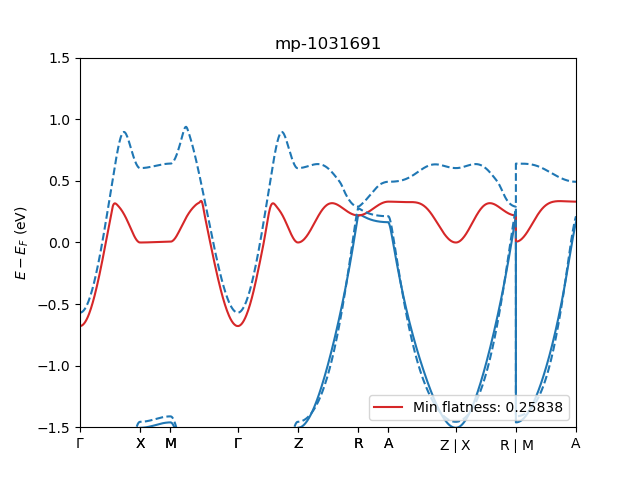 mp-1031691
E − E_F (eV)
1.5
1.0
0.5
0.0
−0.5
−1.0
−1.5
Min flatness: 0.25838
Γ X M Γ Z R A Z | X R | M A